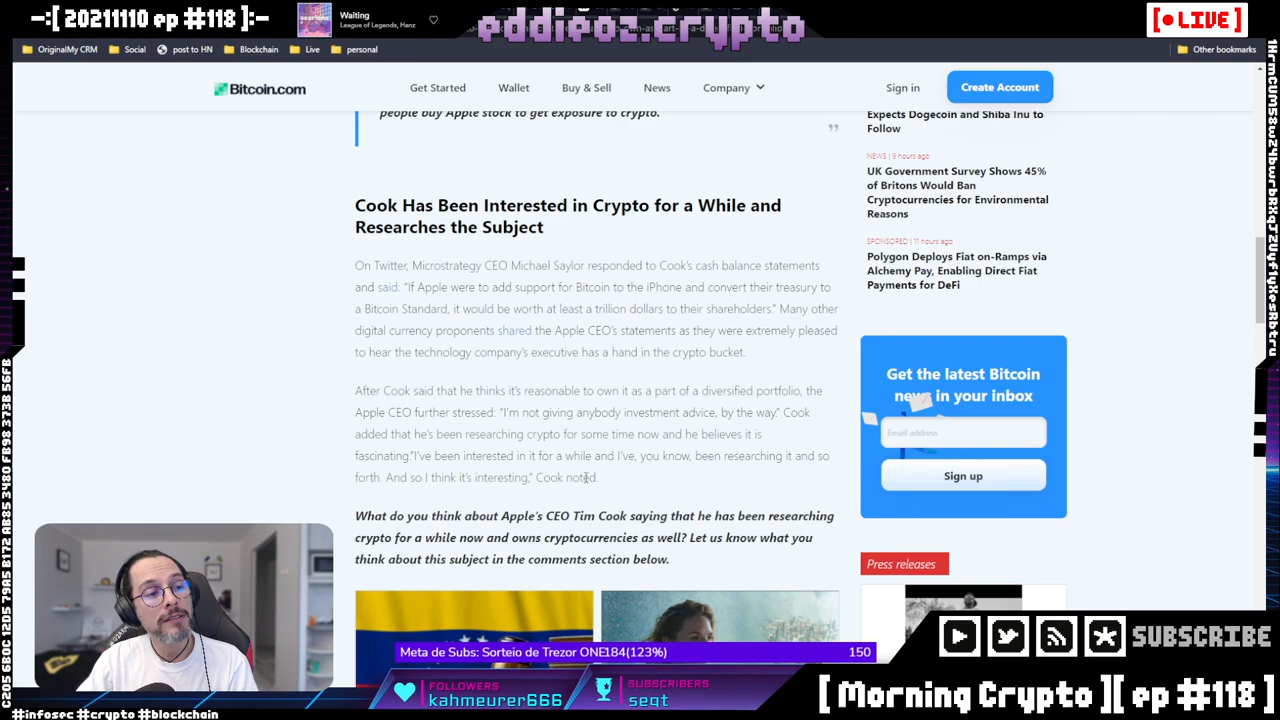 -:[ 20211110 ep #118 ]:-
Waiting
League of Legends, Hanz
eddieoz.crypto
[ LIVE ]
OriginalMy CRM
Social
post to HN
Blockchain
Live
personal
Other bookmarks
Bitcoin.com
Get Started
Wallet
Buy & Sell
News
Company
Sign in
Create Account
people buy Apple stock to get exposure to crypto.
”
Cook Has Been Interested in Crypto for a While and
Researches the Subject
On Twitter, Microstrategy CEO Michael Saylor responded to Cook’s cash balance statements
and said: “If Apple were to add support for Bitcoin to the iPhone and convert their treasury to
a Bitcoin Standard, it would be worth at least a trillion dollars to their shareholders.” Many other
digital currency proponents shared the Apple CEO’s statements as they were extremely pleased
to hear the technology company’s executive has a hand in the crypto bucket.
After Cook said that he thinks it’s reasonable to own it as a part of a diversified portfolio, the
Apple CEO further stressed: “I’m not giving anybody investment advice, by the way.” Cook
added that he’s been researching crypto for some time now and he believes it is
fascinating.“I’ve been interested in it for a while and I’ve, you know, been researching it and so
forth. And so I think it’s interesting,” Cook noted.
What do you think about Apple’s CEO Tim Cook saying that he has been researching
crypto for a while now and owns cryptocurrencies as well? Let us know what you
think about this subject in the comments section below.
Expects Dogecoin and Shiba Inu to
Follow
NEWS | 9 hours ago
UK Government Survey Shows 45%
of Britons Would Ban
Cryptocurrencies for Environmental
Reasons
SPONSORED | 11 hours ago
Polygon Deploys Fiat on-Ramps via
Alchemy Pay, Enabling Direct Fiat
Payments for DeFi
Get the latest Bitcoin
news in your inbox
Email address
Sign up
Press releases
Meta de Subs: Sorteio de Trezor ONE184(123%)
150
FOLLOWERS
kahmeurer666
SUBSCRIBERS
seqt
SUBSCRIBE
[ Morning Crypto ][ ep #118 ]
#infosec #crypto #blockchain